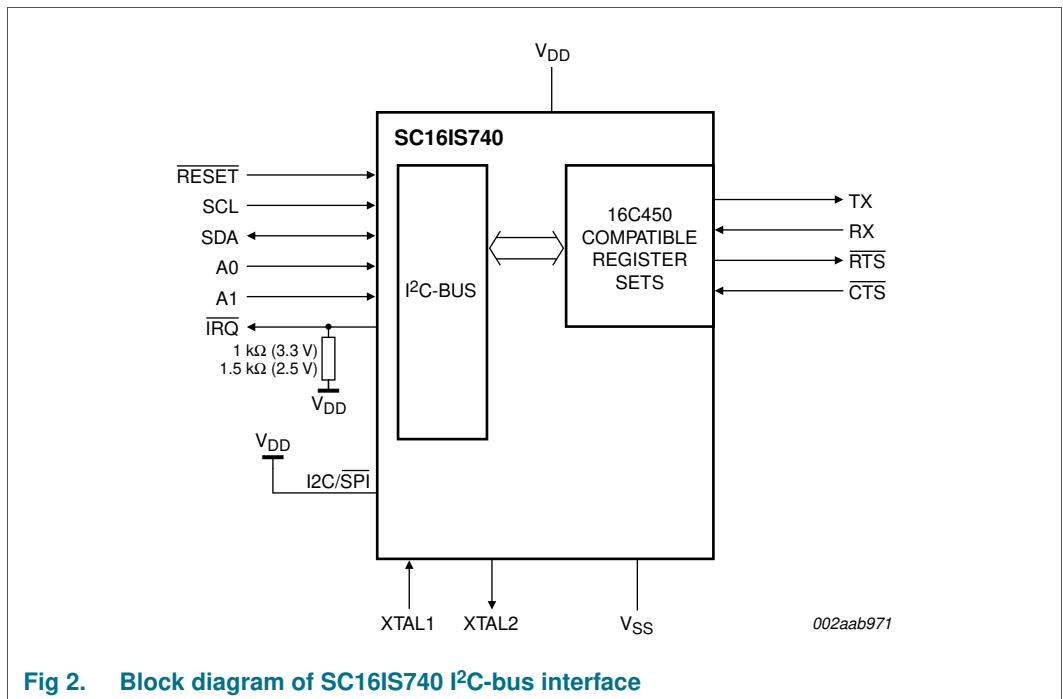 VDD
SC16IS740
RESET
SCL
SDA
A0
A1
IRQ
1 kΩ (3.3 V)
1.5 kΩ (2.5 V)
VDD
VDD
I2C/SPI
I²C-BUS
16C450
COMPATIBLE
REGISTER
SETS
TX
RX
RTS
CTS
XTAL1
XTAL2
VSS
002aab971
Fig 2. Block diagram of SC16IS740 I²C-bus interface